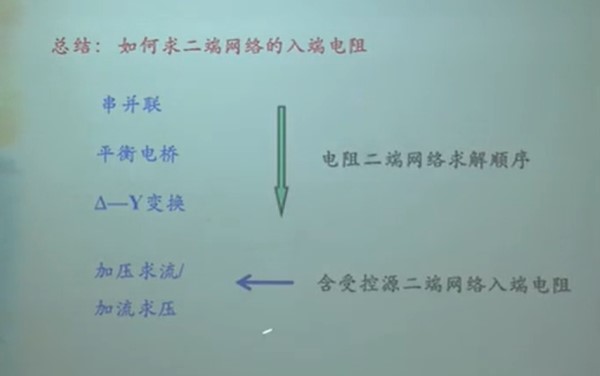 总结：如何求二端网络的入端电阻
串并联
平衡电桥
电阻二端网络求解顺序
Δ—Y变换
加压求流/
加流求压
含受控源二端网络入端电阻